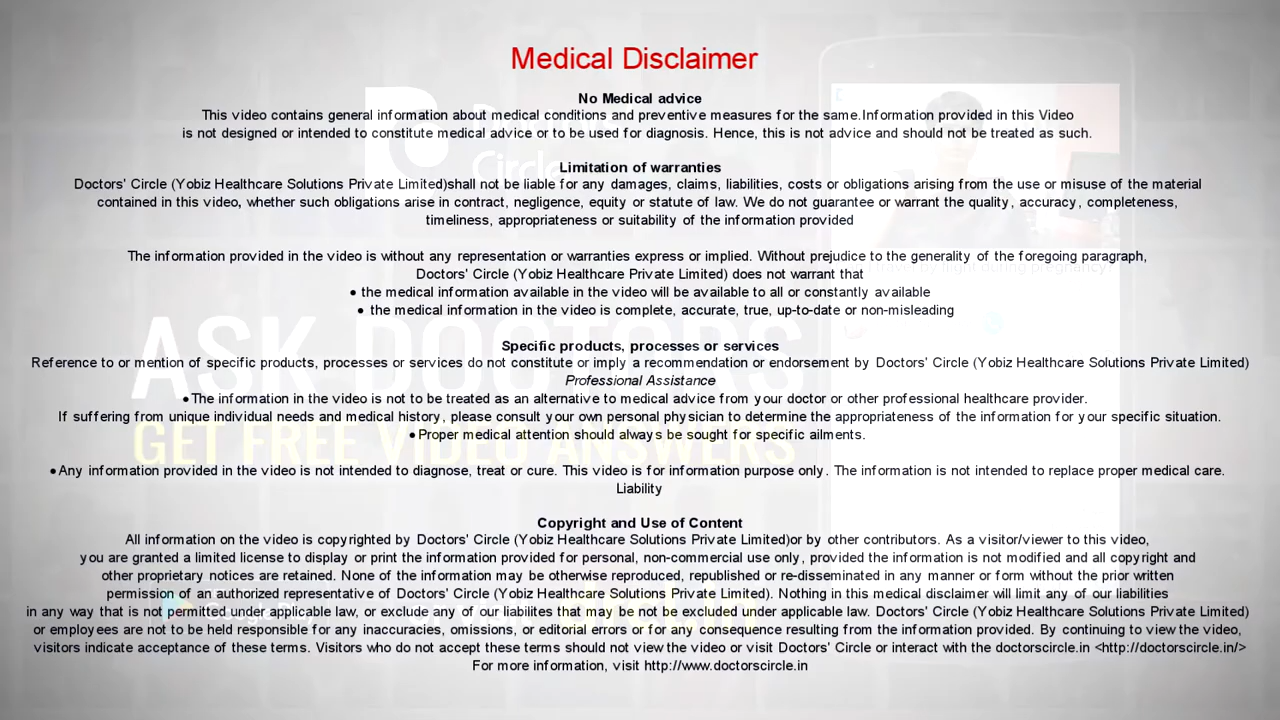 Medical Disclaimer
No Medical advice
This video contains general information about medical conditions and preventive measures for the same.Information provided in this Video
is not designed or intended to constitute medical advice or to be used for diagnosis. Hence, this is not advice and should not be treated as such.
Limitation of warranties
Doctors' Circle (Yobiz Healthcare Solutions Private Limited)shall not be liable for any damages, claims, liabilities, costs or obligations arising from the use or misuse of the material
contained in this video, whether such obligations arise in contract, negligence, equity or statute of law. We do not guarantee or warrant the quality, accuracy, completeness,
timeliness, appropriateness or suitability of the information provided
The information provided in the video is without any representation or warranties express or implied. Without prejudice to the generality of the foregoing paragraph,
Doctors' Circle (Yobiz Healthcare Private Limited) does not warrant that
• the medical information available in the video will be available to all or constantly available
• the medical information in the video is complete, accurate, true, up-to-date or non-misleading
ASK DOCTORS
Specific products, processes or services
Reference to or mention of specific products, processes or services do not constitute or imply a recommendation or endorsement by Doctors' Circle (Yobiz Healthcare Solutions Private Limited)
Professional Assistance
•The information in the video is not to be treated as an alternative to medical advice from your doctor or other professional healthcare provider.
If suffering from unique individual needs and medical history, please consult your own personal physician to determine the appropriateness of the information for your specific situation.
•Proper medical attention should always be sought for specific ailments.
GET FREE VIDEO ANSWERS
•Any information provided in the video is not intended to diagnose, treat or cure. This video is for information purpose only. The information is not intended to replace proper medical care.
Liability
Copyright and Use of Content
All information on the video is copyrighted by Doctors' Circle (Yobiz Healthcare Solutions Private Limited)or by other contributors. As a visitor/viewer to this video,
you are granted a limited license to display or print the information provided for personal, non-commercial use only, provided the information is not modified and all copyright and
other proprietary notices are retained. None of the information may be otherwise reproduced, republished or re-disseminated in any manner or form without the prior written
permission of an authorized representative of Doctors' Circle (Yobiz Healthcare Solutions Private Limited). Nothing in this medical disclaimer will limit any of our liabilities
in any way that is not permitted under applicable law, or exclude any of our liabilites that may be not be excluded under applicable law. Doctors' Circle (Yobiz Healthcare Solutions Private Limited)
or employees are not to be held responsible for any inaccuracies, omissions, or editorial errors or for any consequence resulting from the information provided. By continuing to view the video,
visitors indicate acceptance of these terms. Visitors who do not accept these terms should not view the video or visit Doctors' Circle or interact with the doctorscircle.in <http://doctorscircle.in/>
For more information, visit http://www.doctorscircle.in